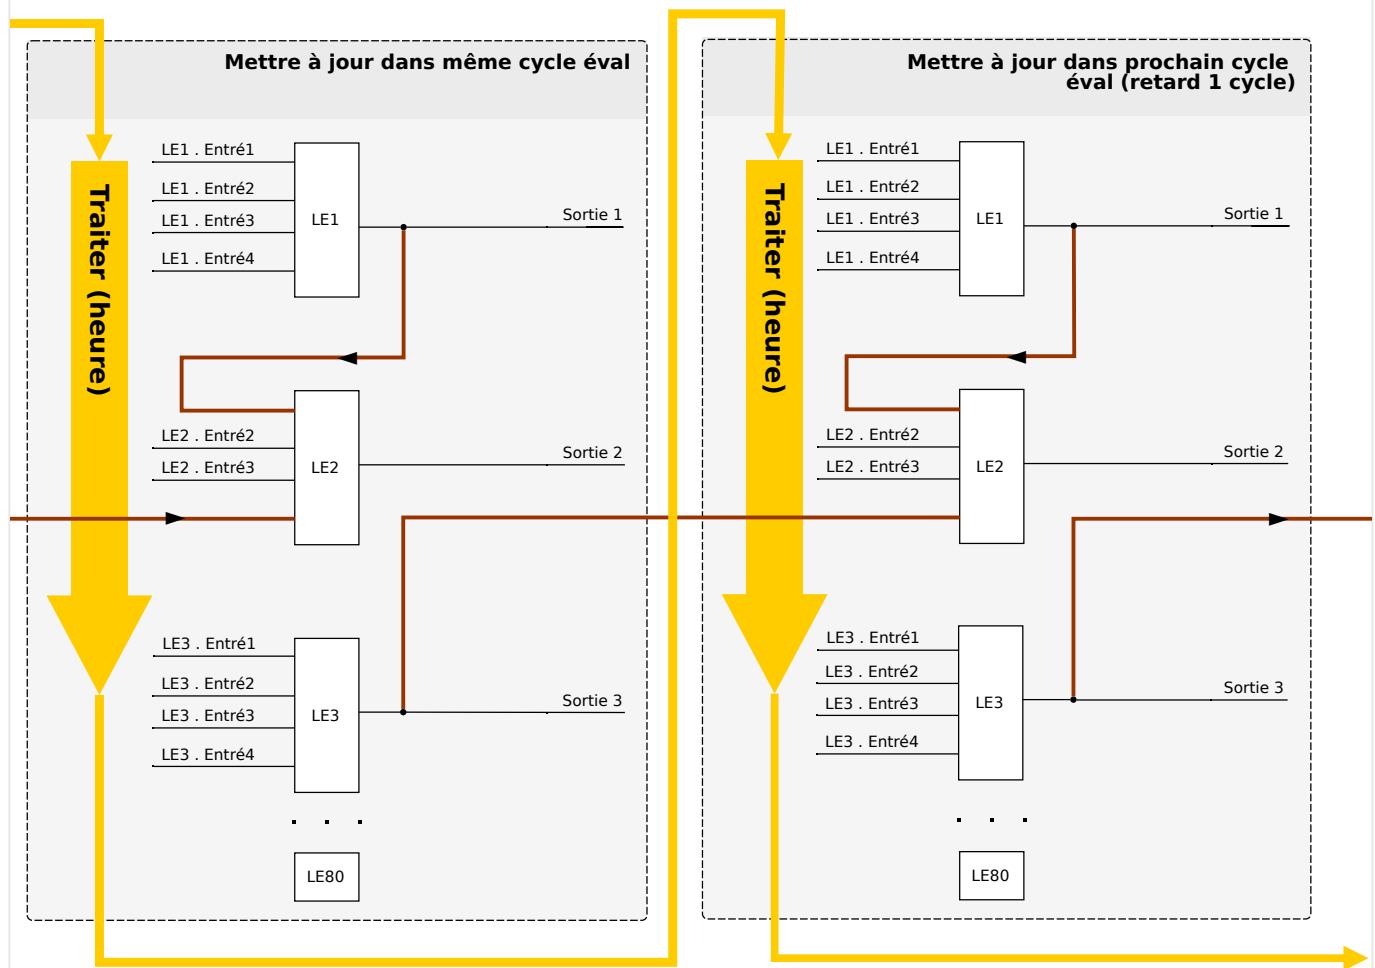 Mettre à jour dans même cycle éval
Traiter (heure)
LE1 . Entré1
LE1 . Entré2
LE1 . Entré3
LE1 . Entré4
LE1
Sortie 1
LE2 . Entré2
LE2 . Entré3
LE2
Sortie 2
LE3 . Entré1
LE3 . Entré2
LE3 . Entré3
LE3 . Entré4
LE3
Sortie 3
. . .
LE80
Mettre à jour dans prochain cycle
éval (retard 1 cycle)
Traiter (heure)
LE1 . Entré1
LE1 . Entré2
LE1 . Entré3
LE1 . Entré4
LE1
Sortie 1
LE2 . Entré2
LE2 . Entré3
LE2
Sortie 2
LE3 . Entré1
LE3 . Entré2
LE3 . Entré3
LE3 . Entré4
LE3
Sortie 3
. . .
LE80